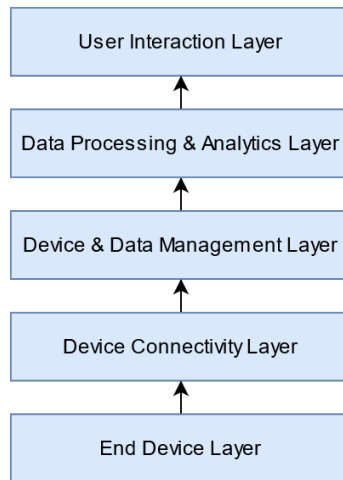 User Interaction Layer
Data Processing & Analytics Layer
Device & Data Management Layer
Device Connectivity Layer
End Device Layer